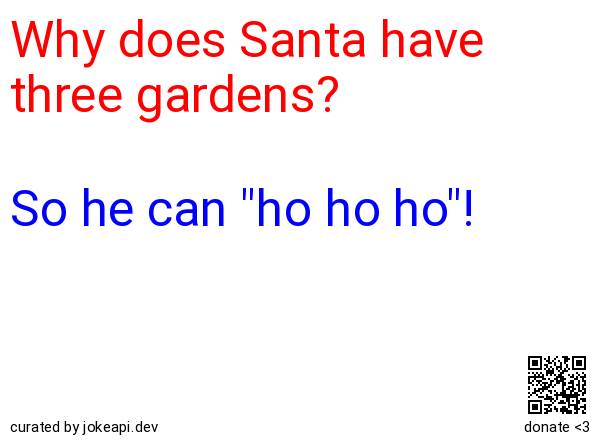 Why does Santa have
three gardens?
So he can "ho ho ho"!
curated by jokeapi.dev
donate <3